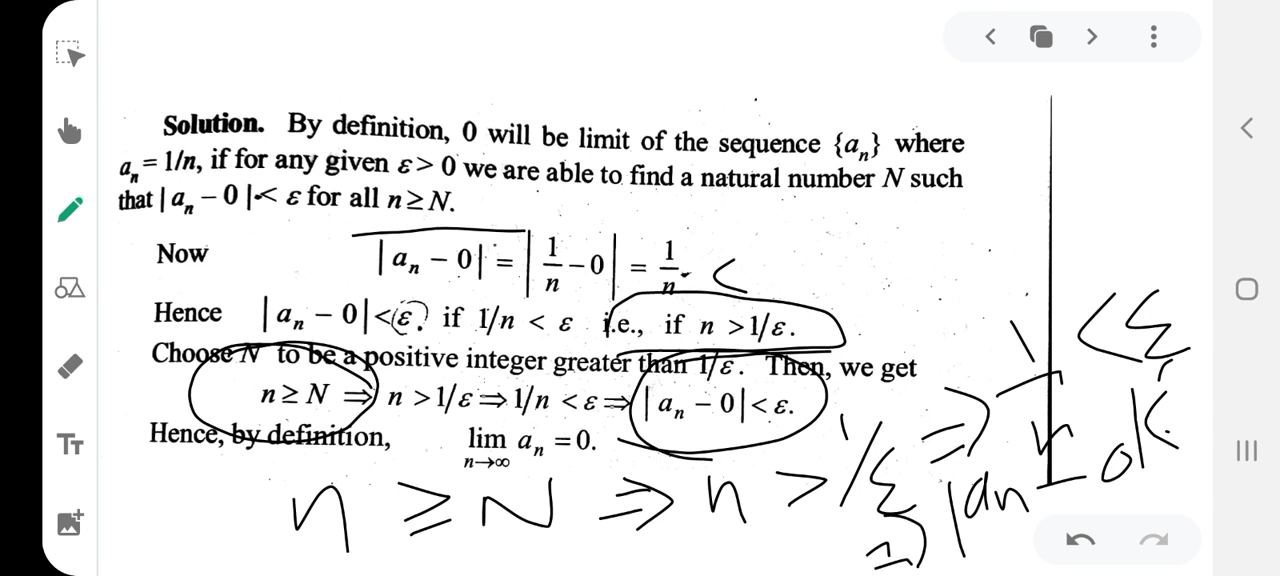 Solution. By definition, 0 will be limit of the sequence {aₙ} where
aₙ = 1/n, if for any given ε > 0 we are able to find a natural number N such
that | aₙ − 0 | < ε for all n ≥ N.
Now | aₙ − 0 | = | 1/n − 0 | = 1/n. <
Hence | aₙ − 0 | < ε, if 1/n < ε i.e., if n > 1/ε.
Choose N to be a positive integer greater than 1/ε. Then, we get
n ≥ N ⇒ n > 1/ε ⇒ 1/n < ε ⇒ | aₙ − 0 | < ε.
Hence, by definition, lim n→∞ aₙ = 0.
n ≥ N ⇒ n > 1/ε ⇒ 1/n < ε
⇒ |an − 0| <